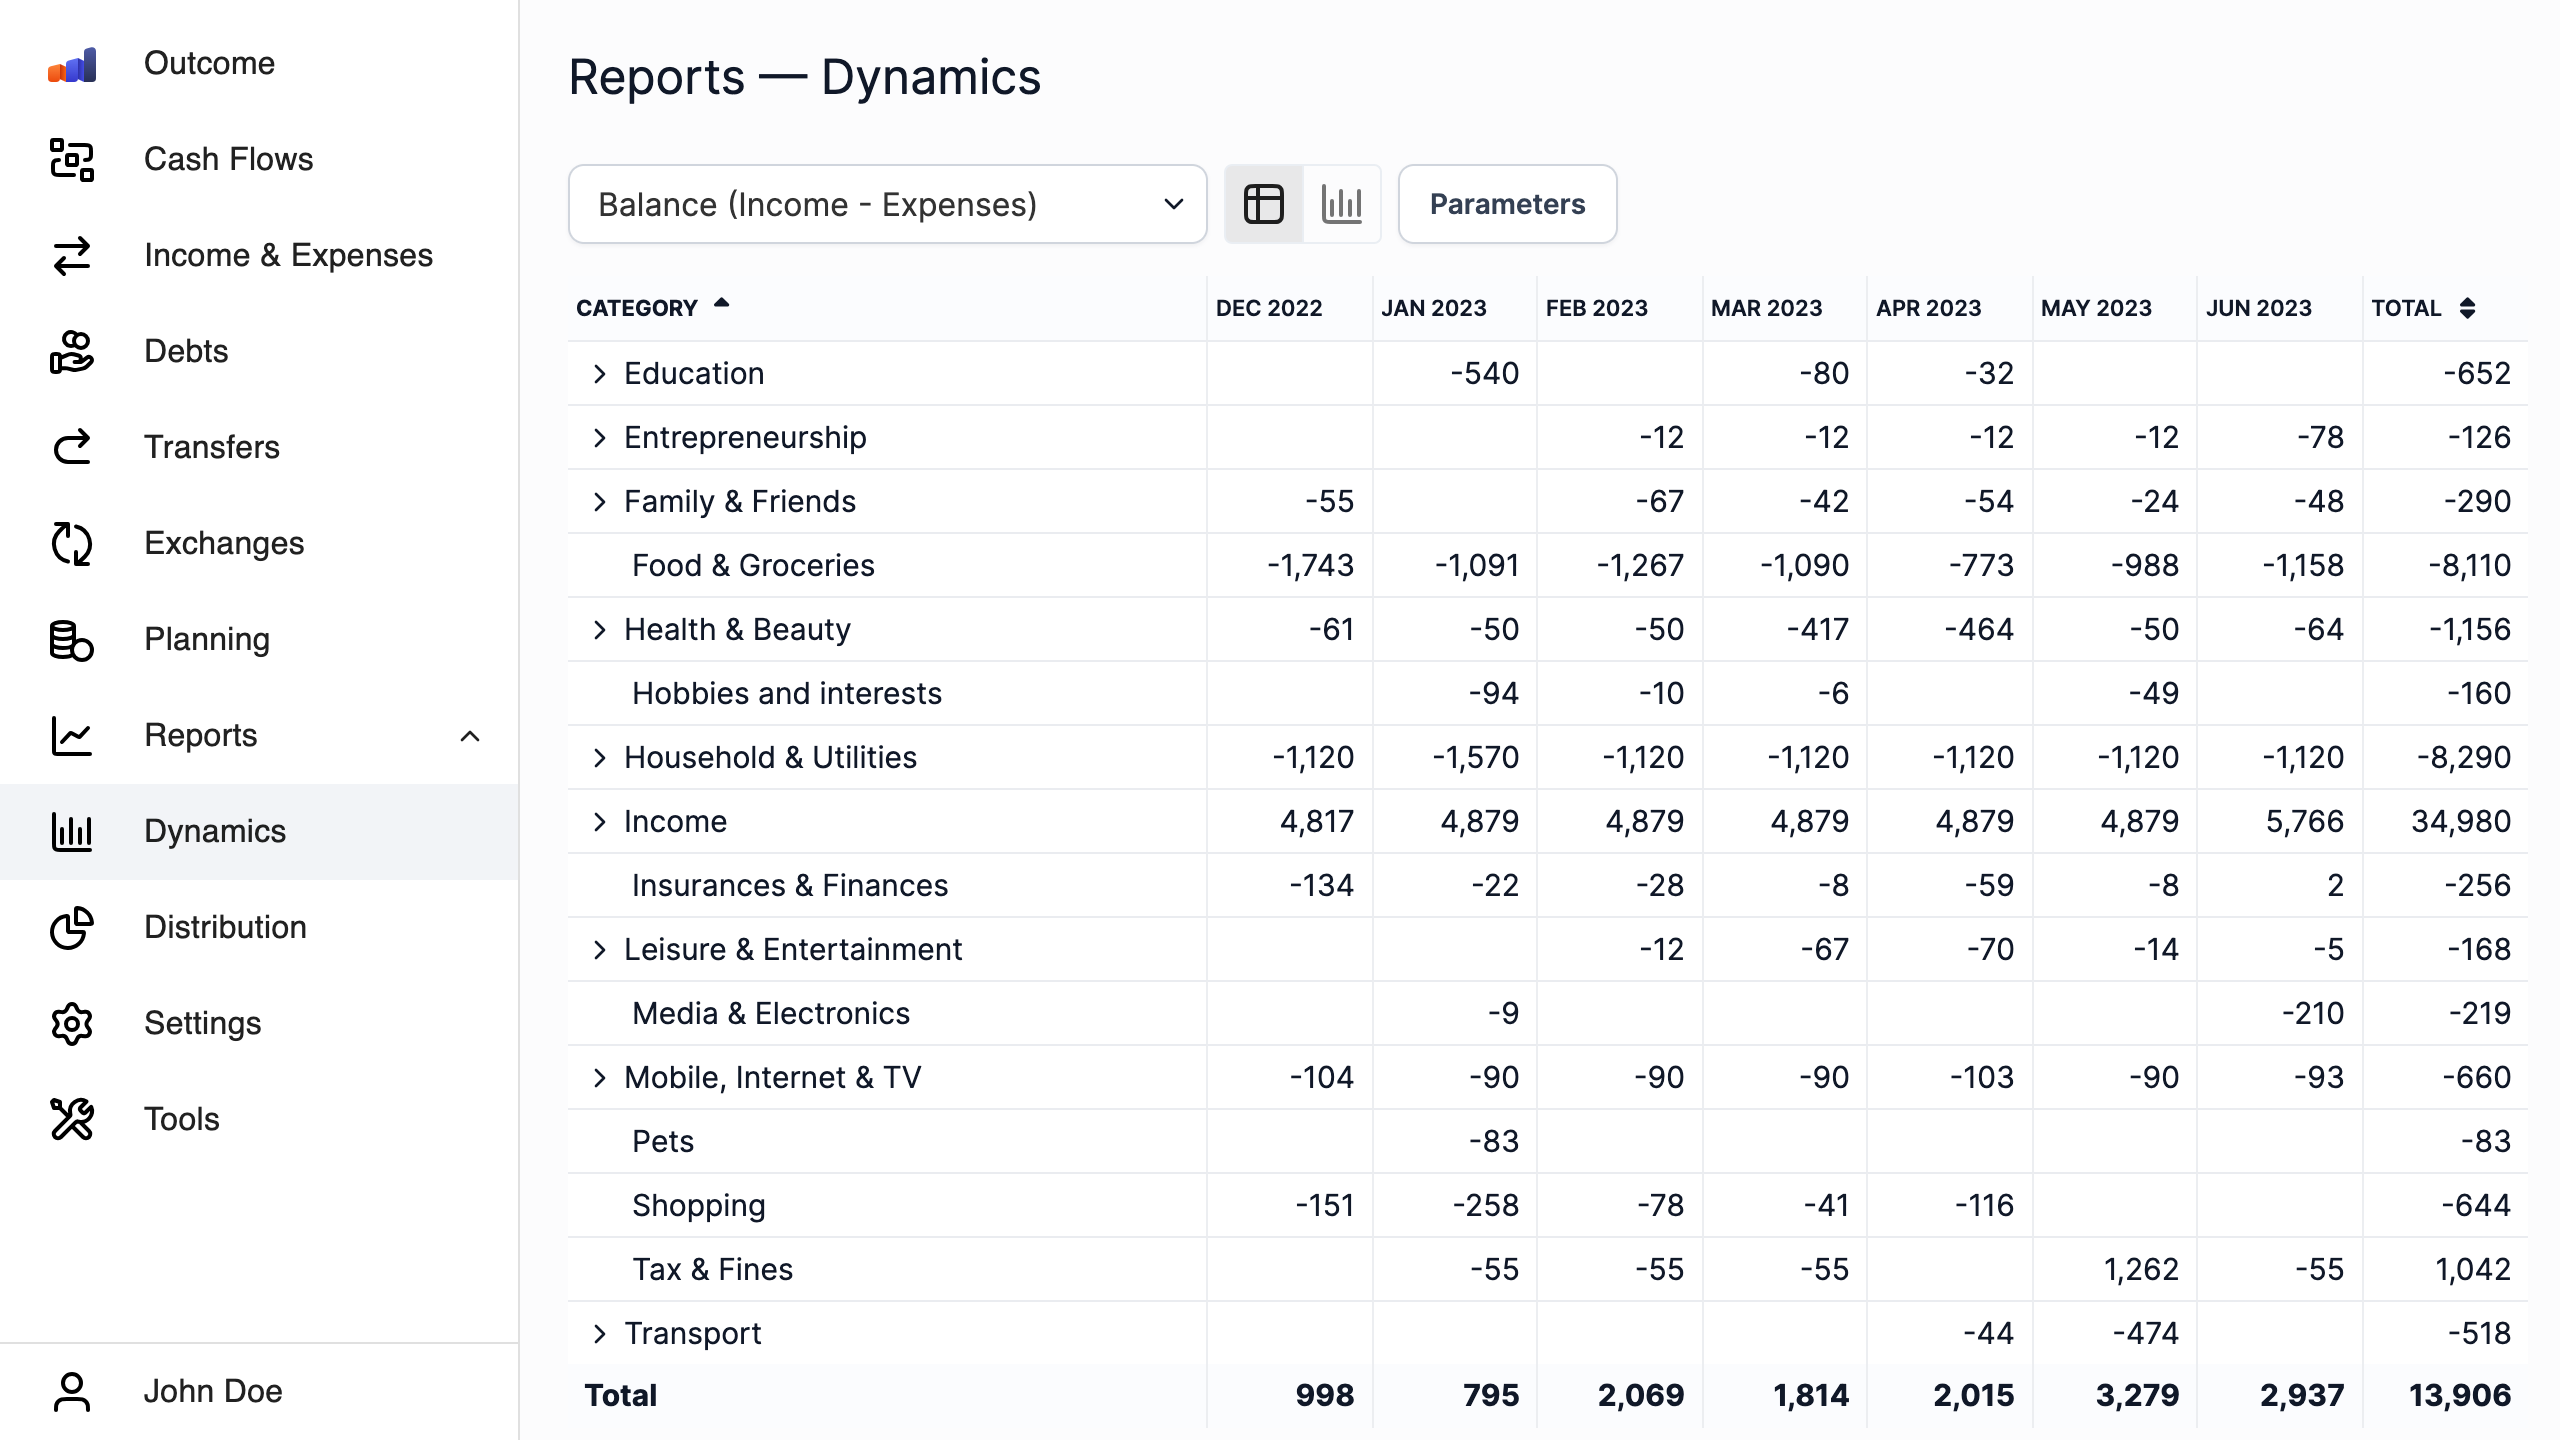 Outcome
Cash Flows
Income & Expenses
Debts
Transfers
Exchanges
Planning
Reports
Dynamics
Distribution
Settings
Tools
John Doe
Reports — Dynamics
Balance (Income - Expenses) Parameters
CATEGORY DEC 2022 JAN 2023 FEB 2023 MAR 2023 APR 2023 MAY 2023 JUN 2023 TOTAL
Education -540 -80 -32 -652
Entrepreneurship -12 -12 -12 -12 -78 -126
Family & Friends -55 -67 -42 -54 -24 -48 -290
Food & Groceries -1,743 -1,091 -1,267 -1,090 -773 -988 -1,158 -8,110
Health & Beauty -61 -50 -50 -417 -464 -50 -64 -1,156
Hobbies and interests -94 -10 -6 -49 -160
Household & Utilities -1,120 -1,570 -1,120 -1,120 -1,120 -1,120 -1,120 -8,290
Income 4,817 4,879 4,879 4,879 4,879 4,879 5,766 34,980
Insurances & Finances -134 -22 -28 -8 -59 -8 2 -256
Leisure & Entertainment -12 -67 -70 -14 -5 -168
Media & Electronics -9 -210 -219
Mobile, Internet & TV -104 -90 -90 -90 -103 -90 -93 -660
Pets -83 -83
Shopping -151 -258 -78 -41 -116 -644
Tax & Fines -55 -55 -55 1,262 -55 1,042
Transport -44 -474 -518
Total 998 795 2,069 1,814 2,015 3,279 2,937 13,906